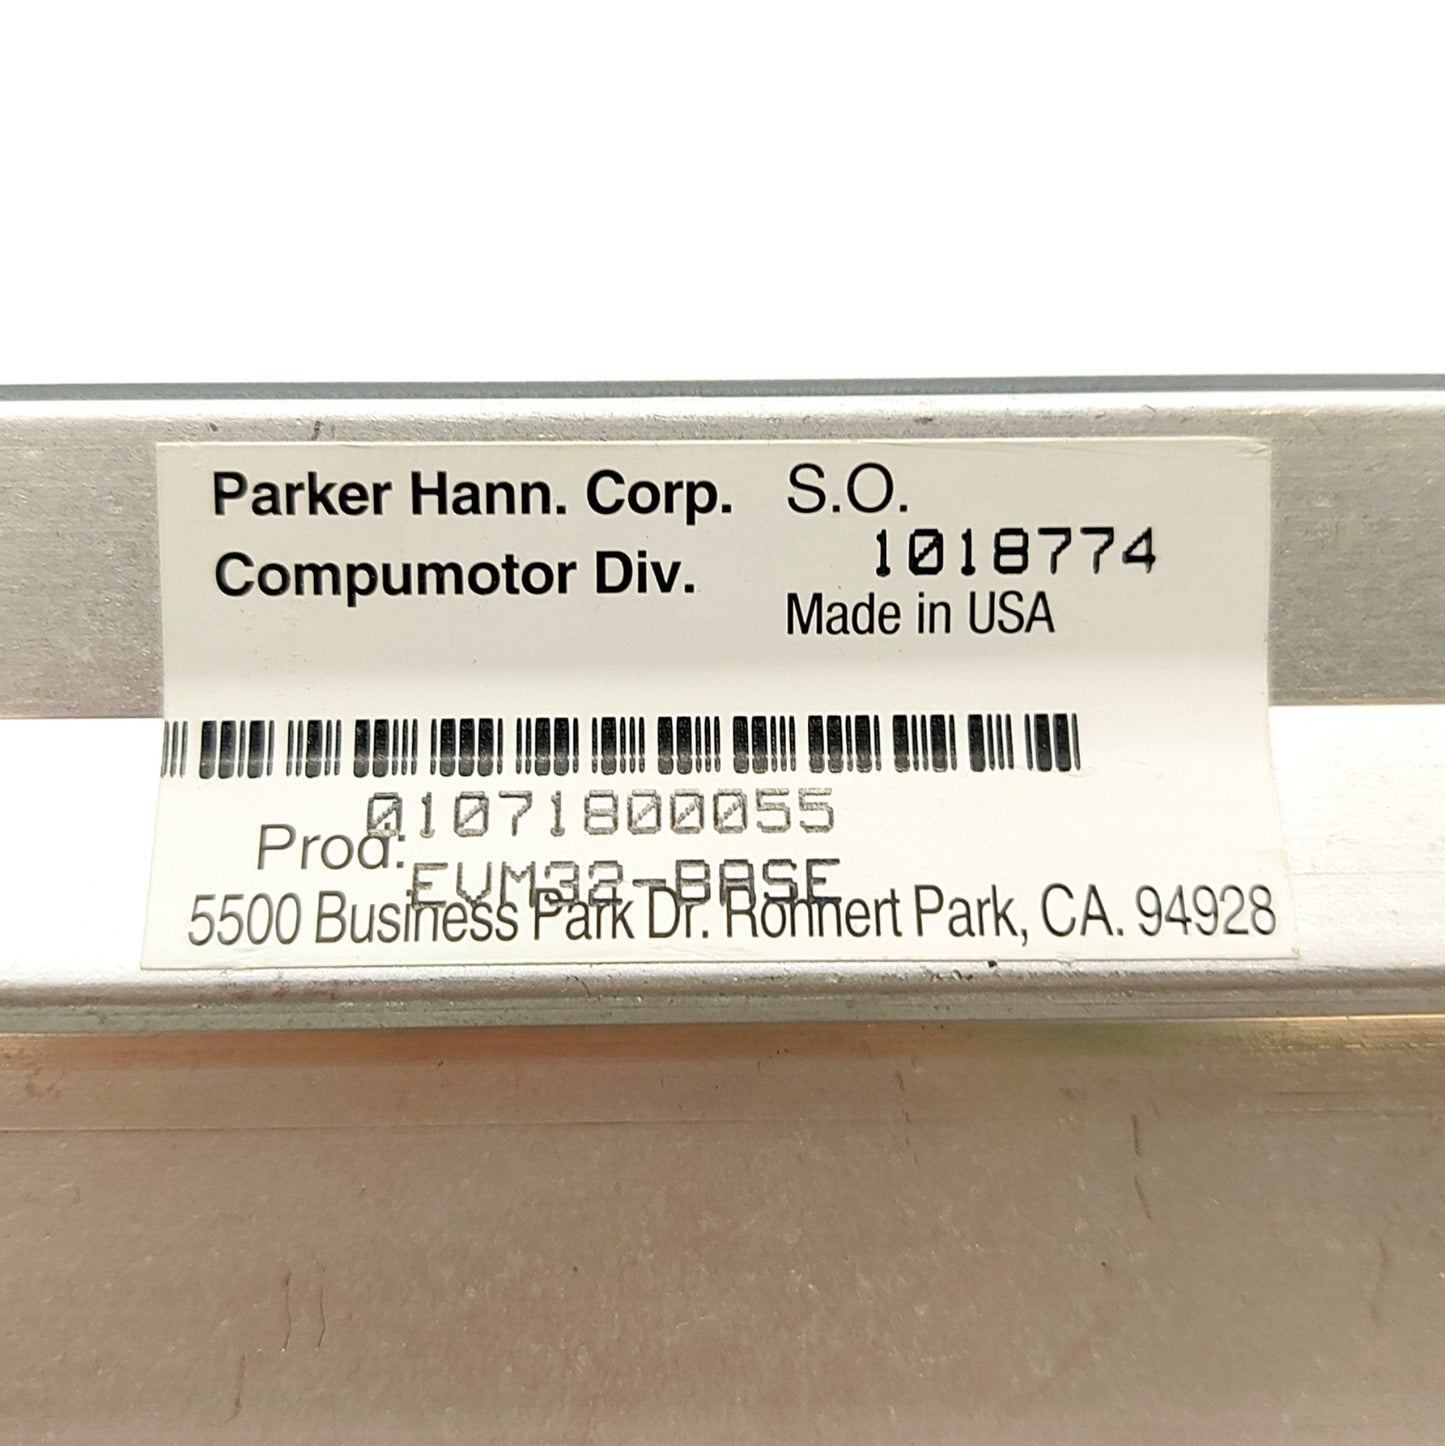 Parker Hann. Corp. S.O.
1018774
Compumotor Div.
Made in USA
01071800055
Prod:
EVM32-BASE
5500 Business Park Dr. Rohnert Park, CA. 94928